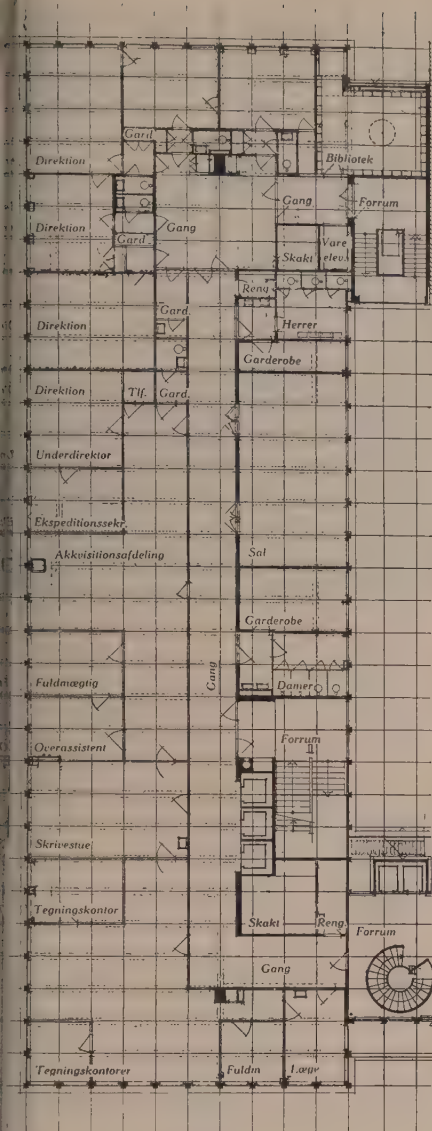 Gard
Direktion
Bibliotek
Direktion
Gang
Gang
Forrum
Gard.
Skakt
Vare
elev.
Reng
Direktion
Gard.
Herrer
Garderobe
Direktion
Tlf.
Gard.
Underdirektor
Ekspeditionssekr.
Akkvisitionsafdeling
Sal
Garderobe
Gang
Fuldmægtig
Damer
Overassistent
Forrum
Skrivestue
Tegningskontor
Skakt
Reng.
Forrum
Gang
Tegningskontorer
Fuldm
Læge